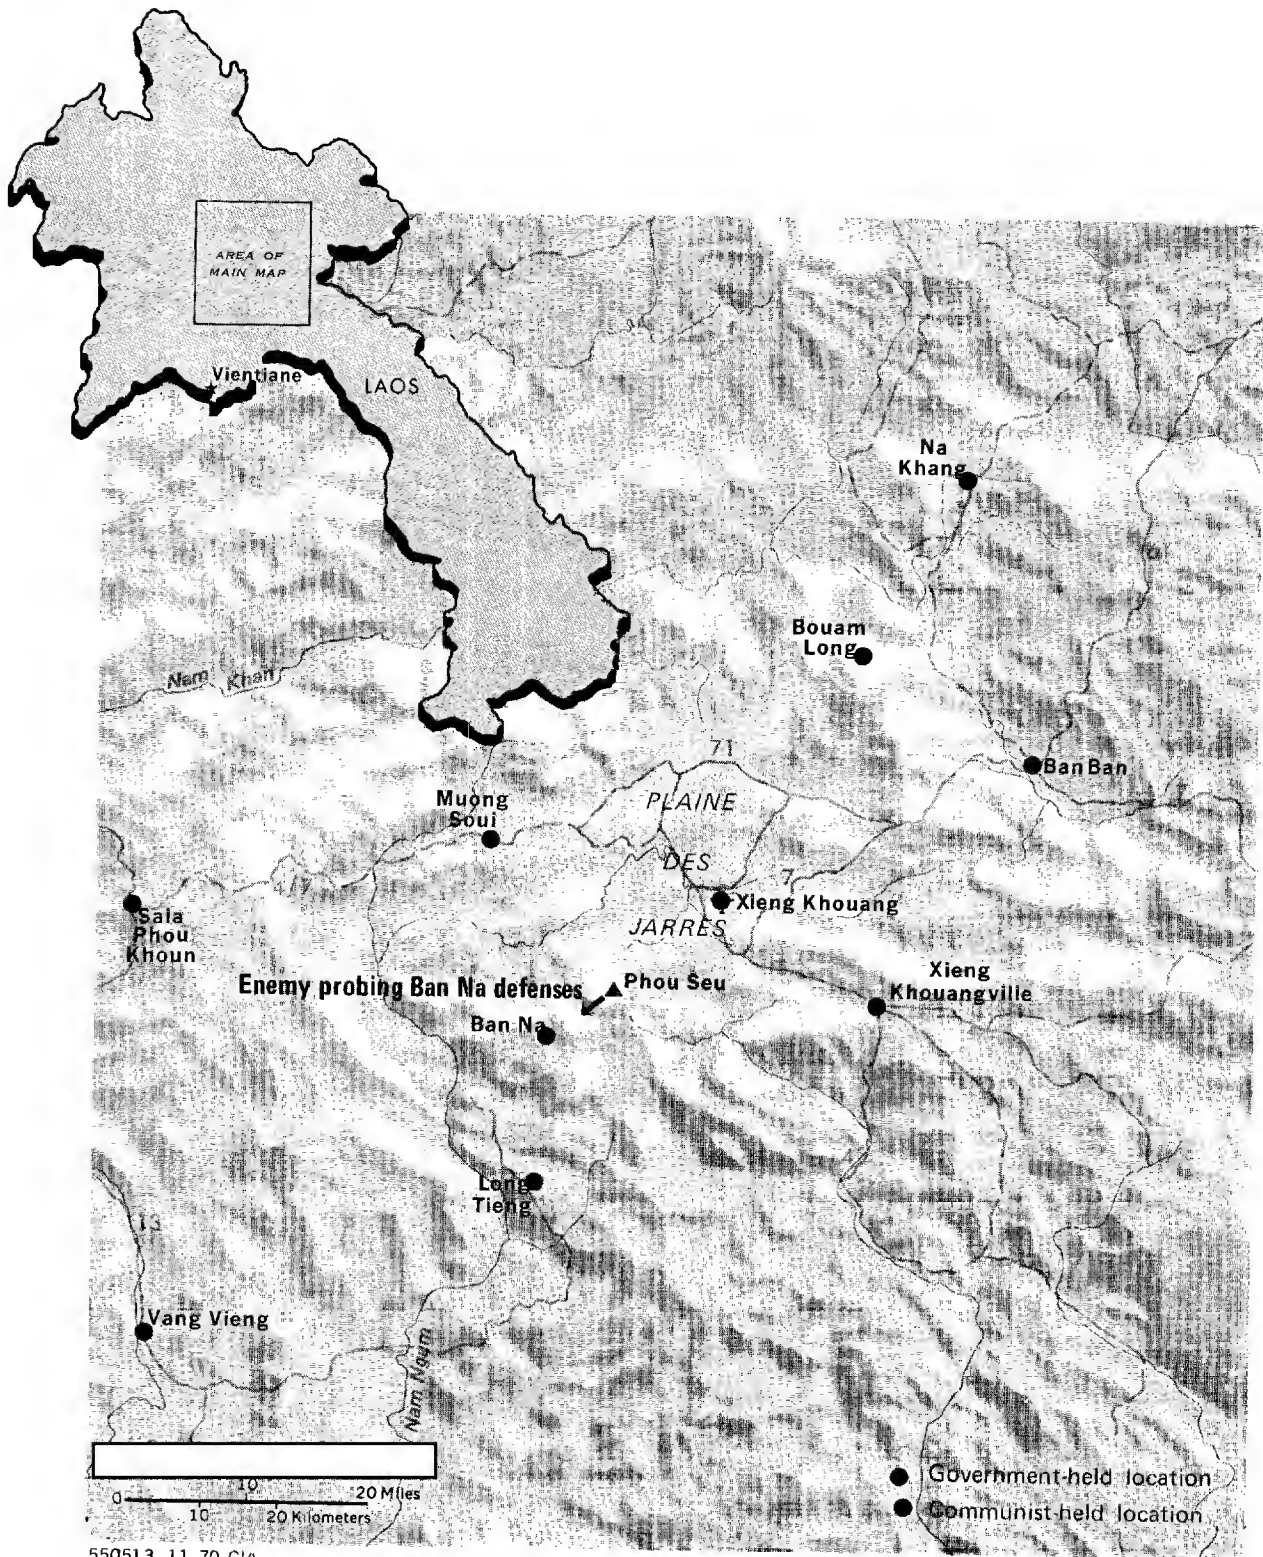 AREA OF
MAIN MAP
Vientiane
LAOS
Na
Khang
Bouam
Long
Nam Khan
71
Ban Ban
PLAINE
Muong
Soui
DES
7
7
Xieng Khouang
Sala
Phou
Khoun
JARRES
Xieng
Khouangville
Enemy probing Ban Na defenses
Phou Seu
Ban Na
Long
Tieng
13
Vang Vieng
Nam Ngum
Government-held location
Communist-held location
10
0
20 Miles
10
20 Kilometers
550513 11-70 CIA